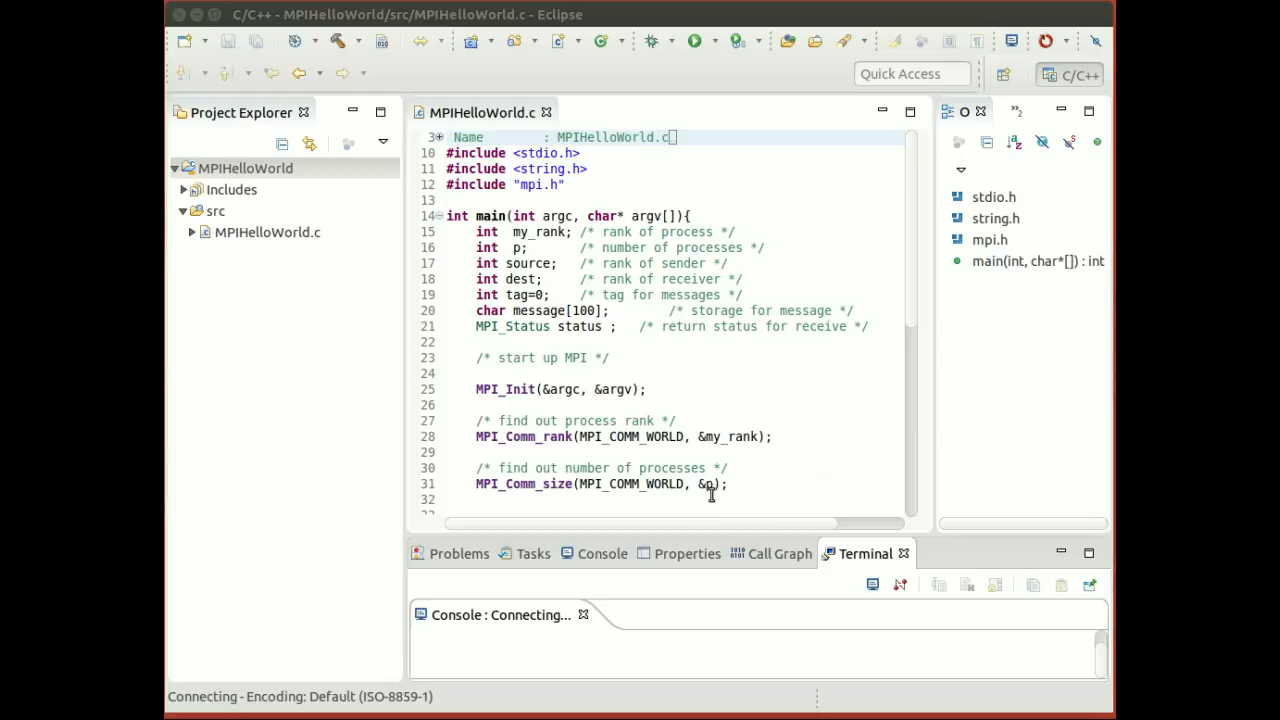 C/C++ - MPIHelloWorld/src/MPIHelloWorld.c - Eclipse
Quick Access
C/C++
Project Explorer
MPIHelloWorld
Includes
src
MPIHelloWorld.c
MPIHelloWorld.c
3 Name : MPIHelloWorld.c
10 #include <stdio.h>
11 #include <string.h>
12 #include "mpi.h"
13
14 int main(int argc, char* argv[]){
15 int my_rank; /* rank of process */
16 int p; /* number of processes */
17 int source; /* rank of sender */
18 int dest; /* rank of receiver */
19 int tag=0; /* tag for messages */
20 char message[100]; /* storage for message */
21 MPI_Status status ; /* return status for receive */
22
23 /* start up MPI */
24
25 MPI_Init(&argc, &argv);
26
27 /* find out process rank */
28 MPI_Comm_rank(MPI_COMM_WORLD, &my_rank);
29
30 /* find out number of processes */
31 MPI_Comm_size(MPI_COMM_WORLD, &p);
32
O
2
stdio.h
string.h
mpi.h
main(int, char*[]) : int
Problems
Tasks
Console
Properties
Call Graph
Terminal
Console : Connecting...
Connecting - Encoding: Default (ISO-8859-1)